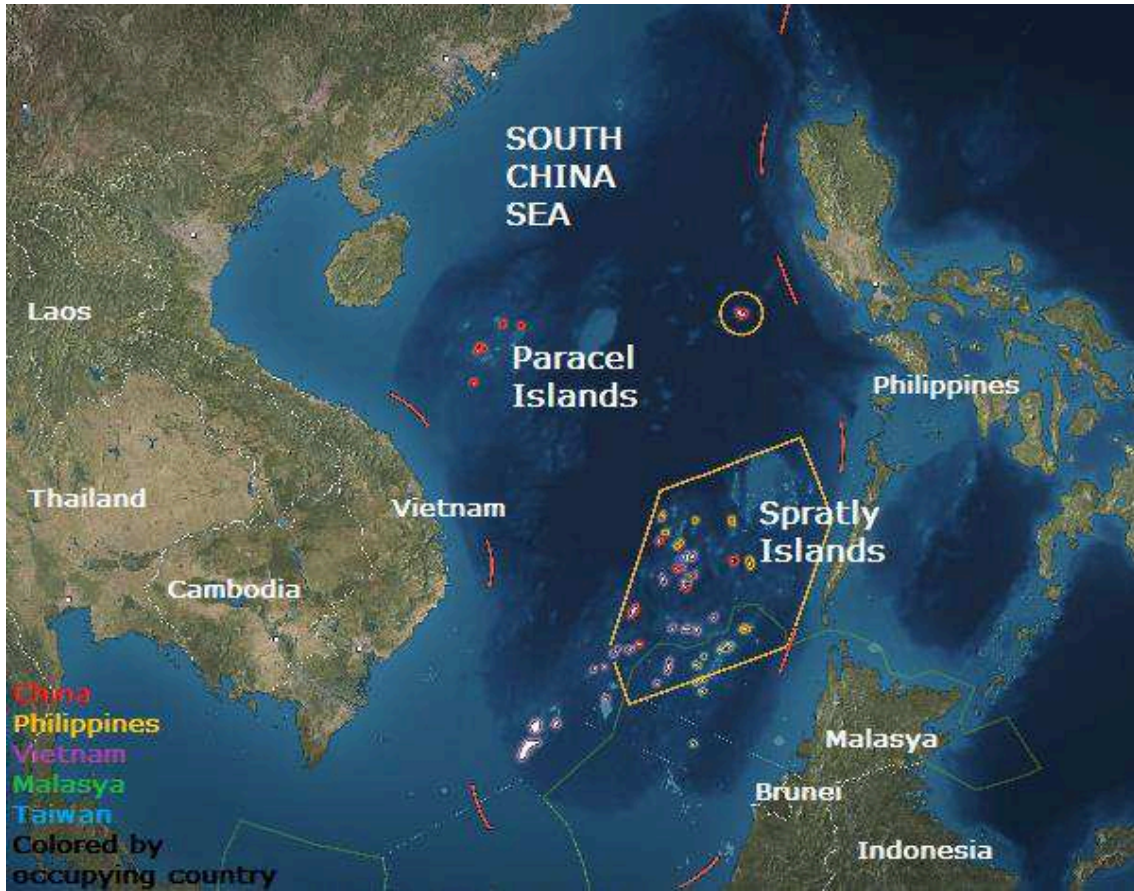 SOUTH
CHINA
SEA
Laos
Paracel
Islands
Philippines
Thailand
Vietnam
Spratly
Islands
Cambodia
China
Philippines
Vietnam
Malasya
Taiwan
Colored by
occupying country
Malasya
Brunei
Indonesia